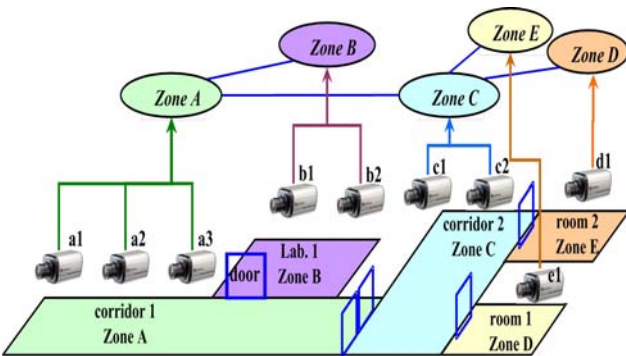 Zone E
Zone B
Zone D
Zone A
Zone C
b1
b2
c1
c2
d1
a1
a2
a3
corridor 2
Zone C
room 2
Zone E
Lab. 1
Zone B
door
e1
corridor 1
Zone A
room 1
Zone D